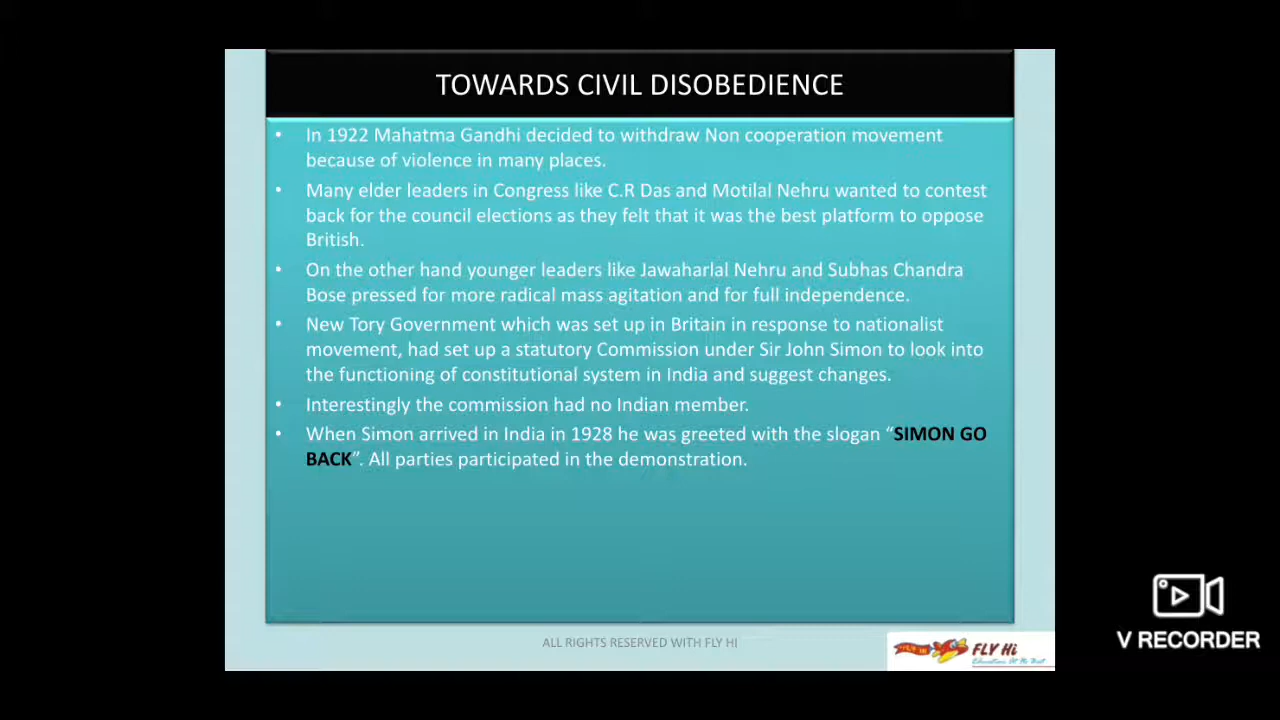 TOWARDS CIVIL DISOBEDIENCE
• In 1922 Mahatma Gandhi decided to withdraw Non cooperation movement
because of violence in many places.
• Many elder leaders in Congress like C.R Das and Motilal Nehru wanted to contest
back for the council elections as they felt that it was the best platform to oppose
British.
• On the other hand younger leaders like Jawaharlal Nehru and Subhas Chandra
Bose pressed for more radical mass agitation and for full independence.
• New Tory Government which was set up in Britain in response to nationalist
movement, had set up a statutory Commission under Sir John Simon to look into
the functioning of constitutional system in India and suggest changes.
• Interestingly the commission had no Indian member.
• When Simon arrived in India in 1928 he was greeted with the slogan “SIMON GO
BACK”. All parties participated in the demonstration.
ALL RIGHTS RESERVED WITH FLY HI
FLY Hi
V RECORDER